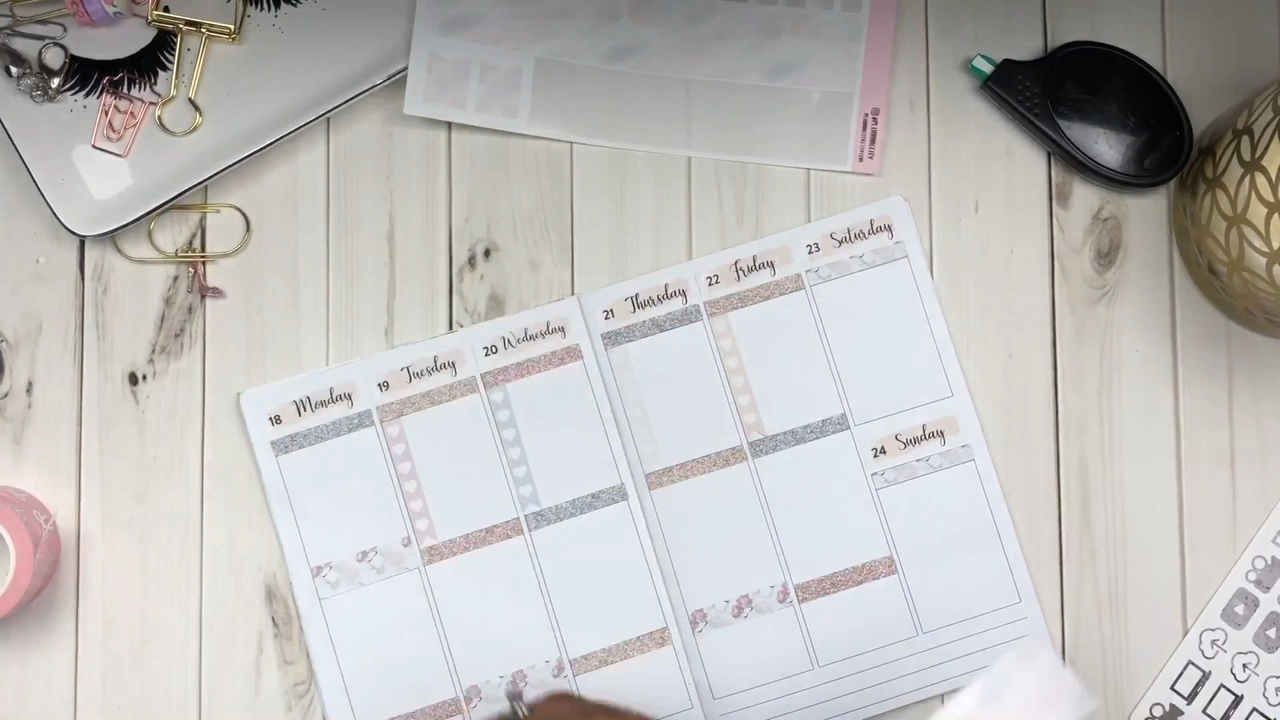 18 Monday
19 Tuesday
20 Wednesday
21 Thursday
22 Friday
23 Saturday
24 Sunday